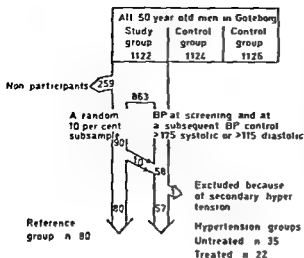 All 50 year old men in Goteborg
Study group 1122
Control group 1124
Control group 1126
Non participants 259
863
A random 10 per cent subsample
BP at screening and at a subsequent BP control >175 systolic or >115 diastolic
90
10
58
Excluded because of secondary hyper tension
80
57
Reference group n 80
Hypertension groups
Untreated n 35
Treated n 22